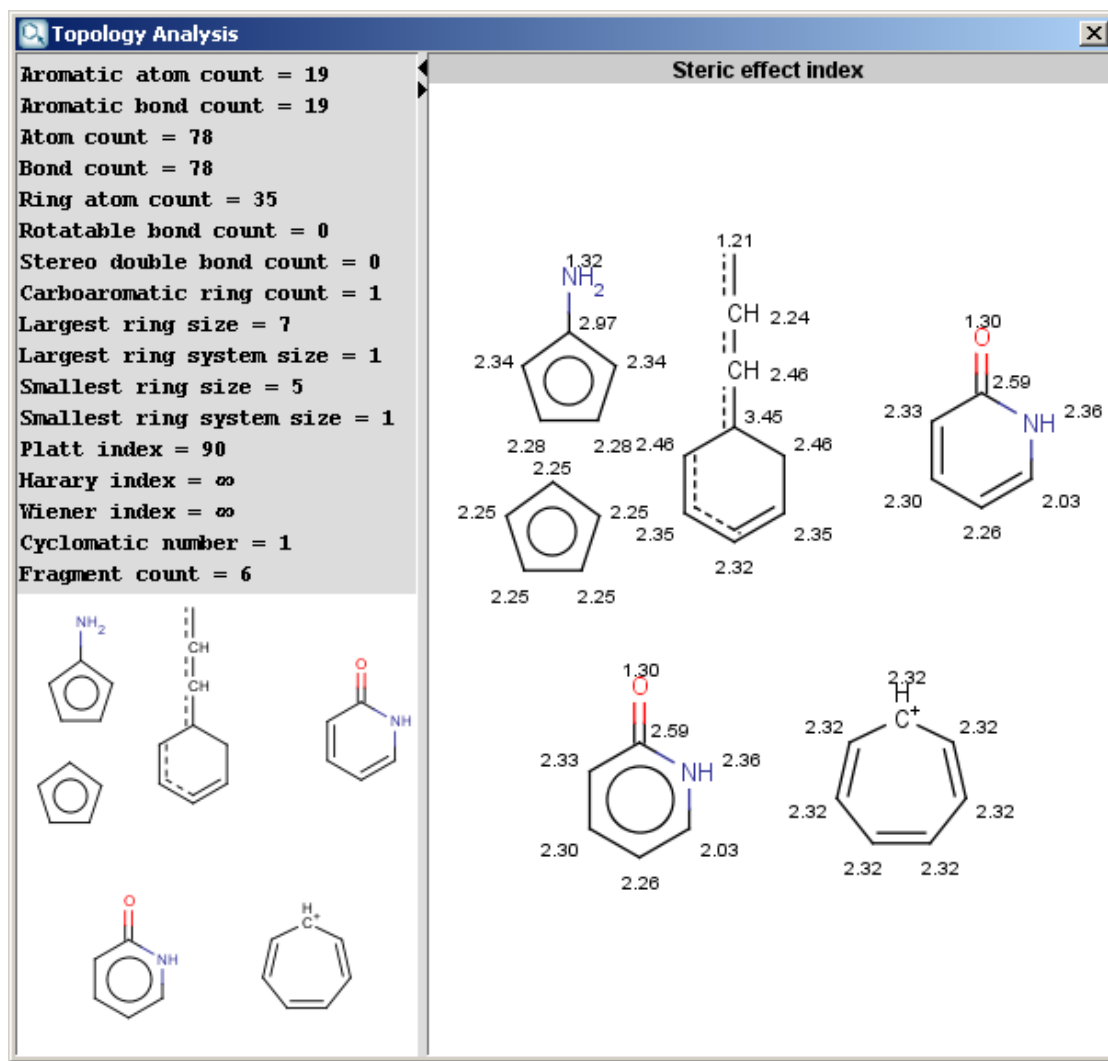 Topology Analysis
Aromatic atom count = 19
Aromatic bond count = 19
Atom count = 78
Bond count = 78
Ring atom count = 35
Rotatable bond count = 0
Stereo double bond count = 0
Carboaromatic ring count = 1
Largest ring size = 7
Largest ring system size = 1
Smallest ring size = 5
Smallest ring system size = 1
Platt index = 90
Harary index = ∞
Wiener index = ∞
Cyclomatic number = 1
Fragment count = 6
NH2
CH
CH
O
NH
O
NH
H
C+
Steric effect index
1.32
NH2
2.97
2.34 2.34
2.28 2.28
1.21
CH 2.24
CH 2.46
3.45
2.46 2.46
2.35 2.35
2.32
1.30
O
2.59
2.33 NH 2.36
2.30 2.03
2.26
2.25
2.25 2.25
2.25 2.25
1.30
O
2.59
2.33 NH 2.36
2.30 2.03
2.26
2.32
H
C+
2.32 2.32
2.32 2.32
2.32 2.32